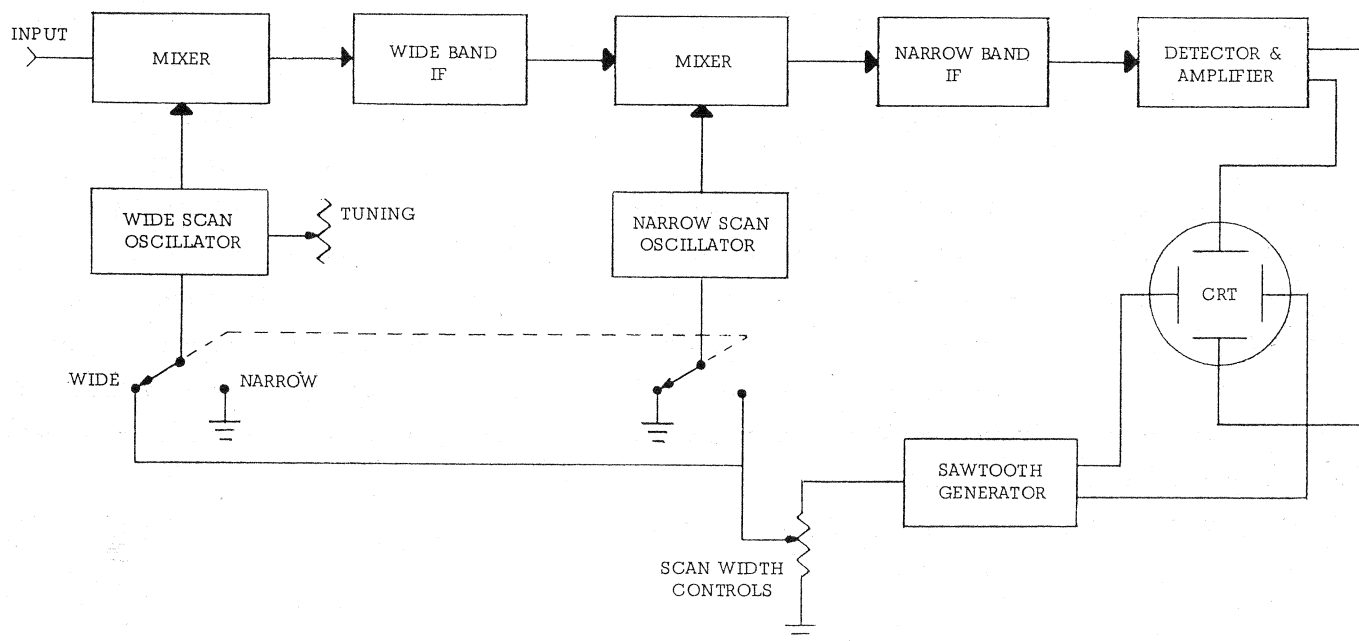 INPUT
MIXER
WIDE BAND
IF
MIXER
NARROW BAND
IF
DETECTOR &
AMPLIFIER
WIDE SCAN
OSCILLATOR
TUNING
NARROW SCAN
OSCILLATOR
CRT
WIDE
NARROW
SAWTOOTH
GENERATOR
SCAN WIDTH
CONTROLS